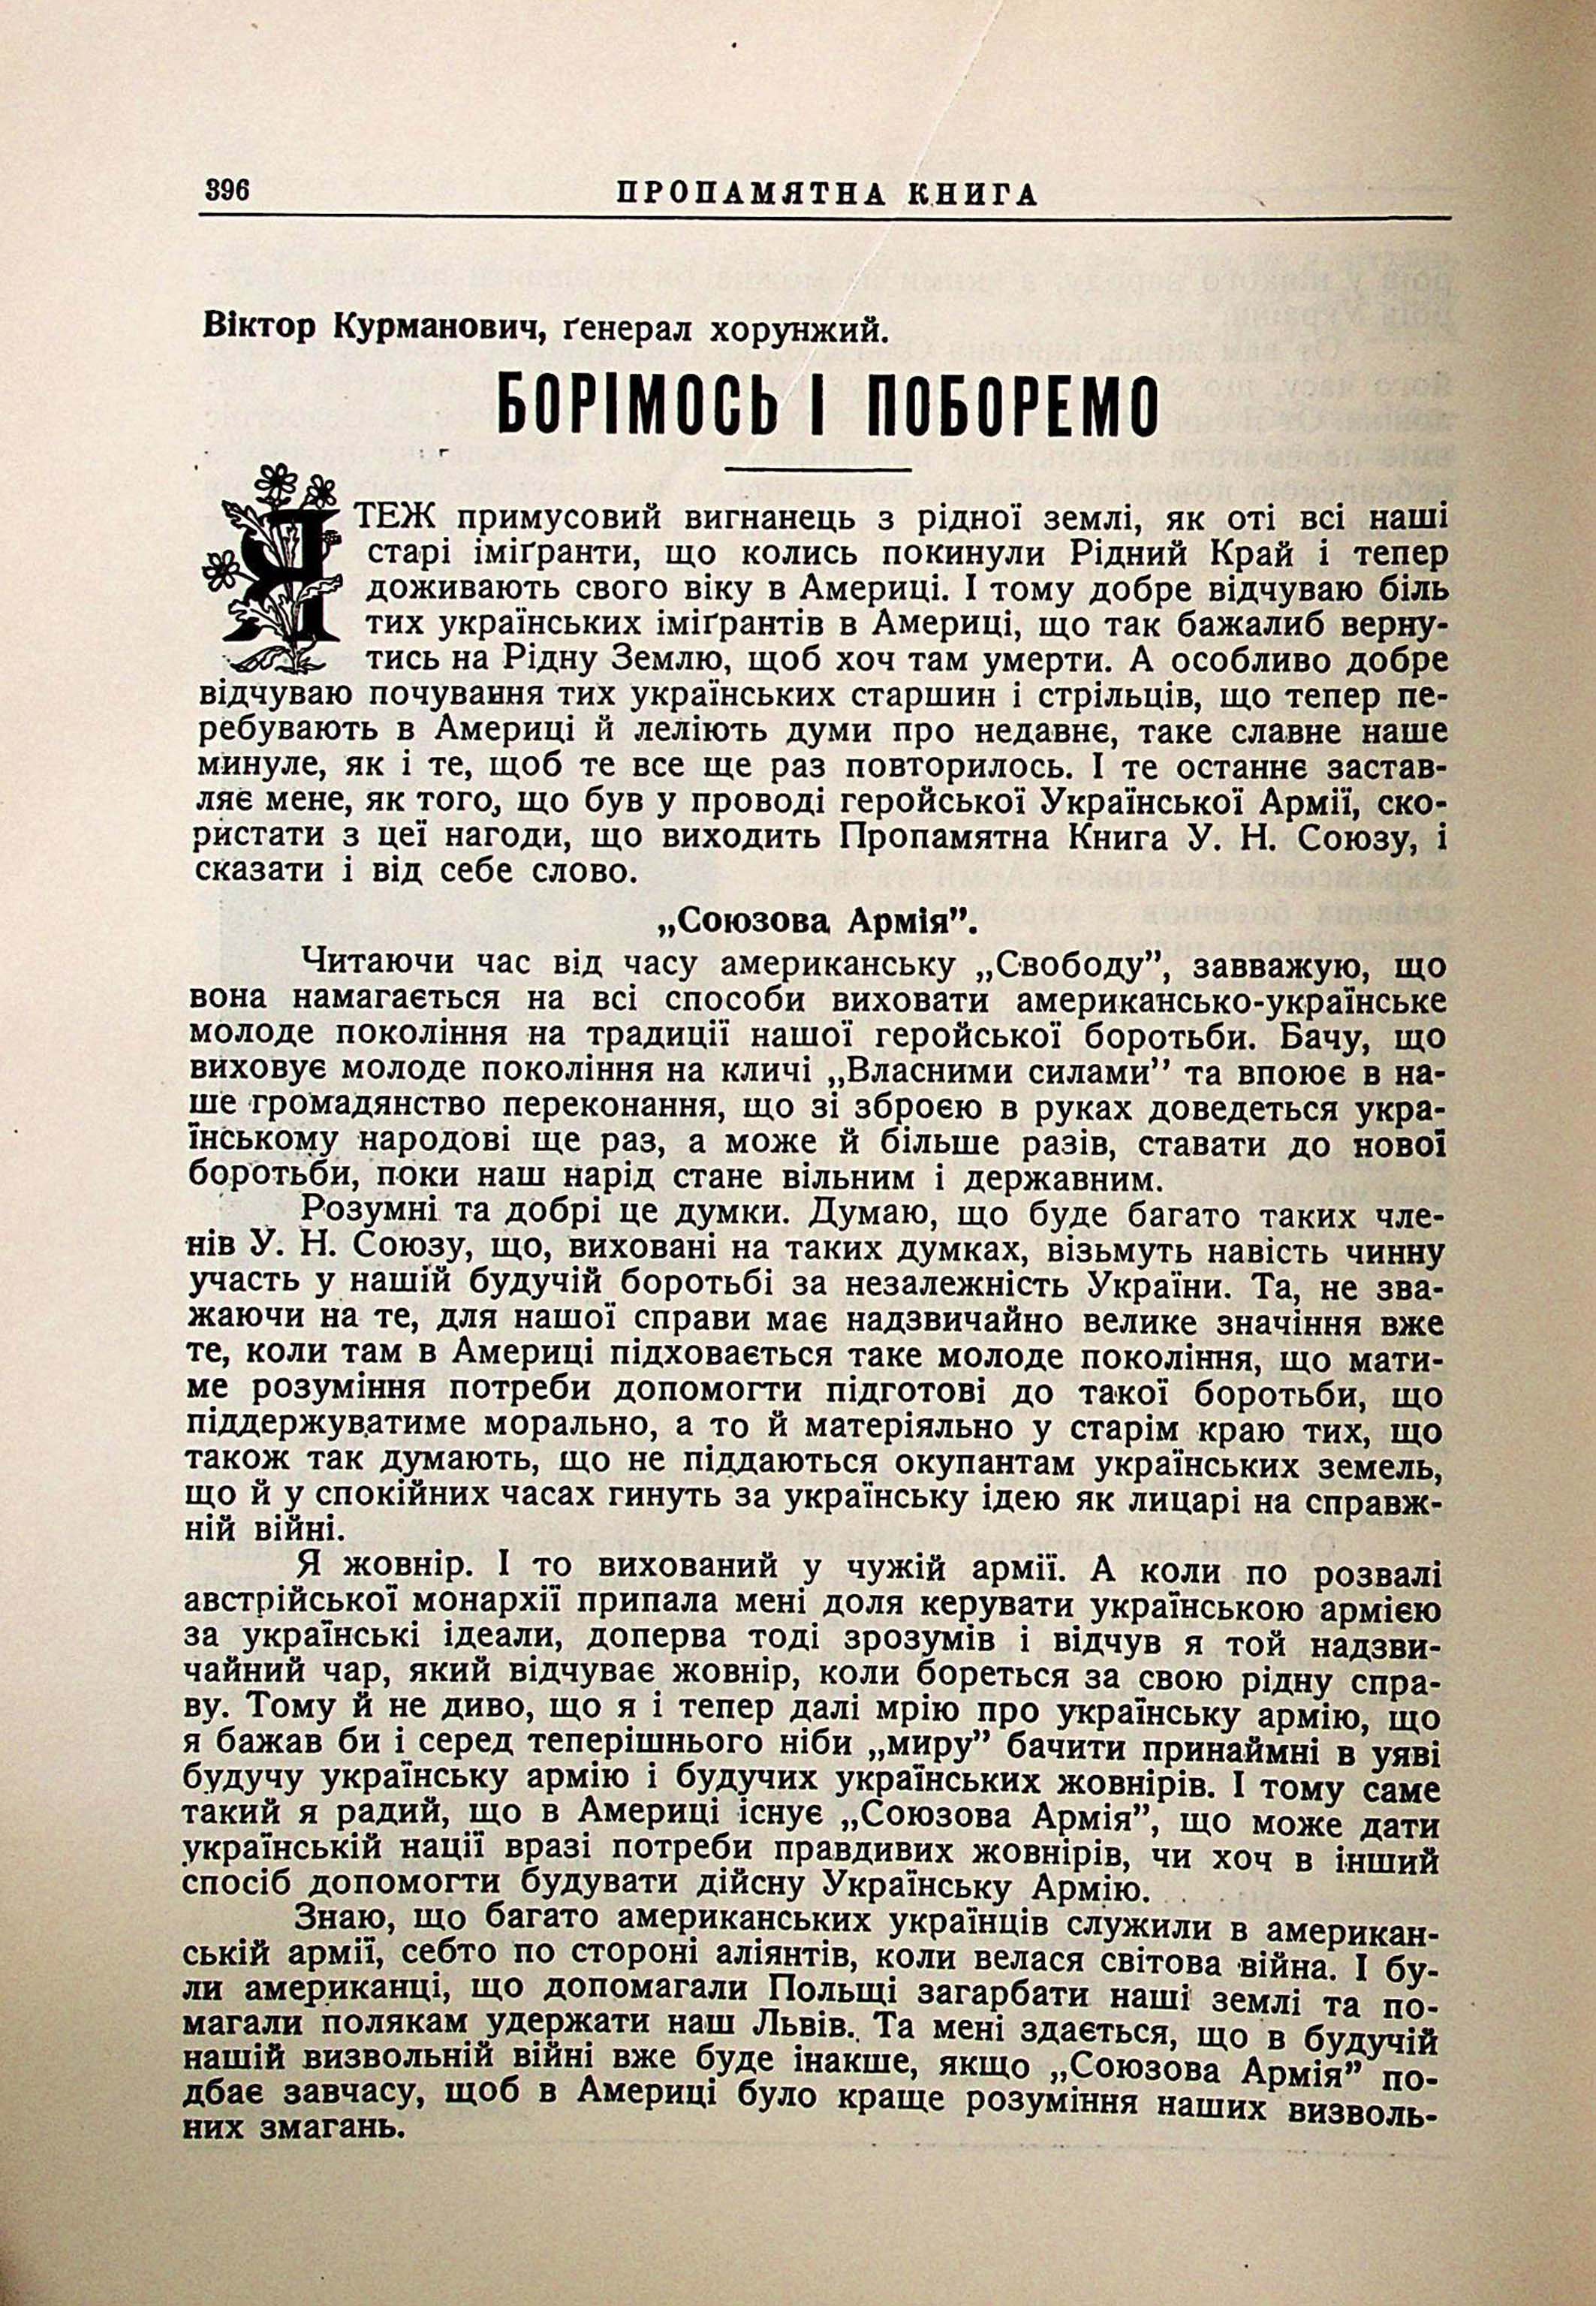 396
ПРОПАМЯТНА КНИГА
Віктор Курманович, ґенерал хорунжий.
БОРІМОСЬ І ПОБОРЕМО
Я ТЕЖ примусовий вигнанець з рідної землі, як оті всі наші
старі іміґранти, що колись покинули Рідний Край і тепер
доживають свого віку в Америці. І тому добре відчуваю біль
тих українських іміґрантів в Америці, що так бажалиб верну-
тись на Рідну Землю, щоб хоч там умерти. А особливо добре
відчуваю почування тих українських старшин і стрільців, що тепер пе-
ребувають в Америці й леліють думи про недавнє, таке славне наше
минуле, як і те, щоб те все ще раз повторилось. І те останнє застав-
ляє мене, як того, що був у проводі геройської Української Армії, ско-
ристати з цеї нагоди, що виходить Пропамятна Книга У. Н. Союзу, і
сказати і від себе слово.
„Союзова Армія”.
Читаючи час від часу американську „Свободу”, завважую, що
вона намагається на всі способи виховати американсько-українське
молоде покоління на традиції нашої геройської боротьби. Бачу, що
виховує молоде покоління на кличі „Власними силами” та впоює в на-
ше громадянство переконання, що зі зброєю в руках доведеться укра-
їнському народові ще раз, а може й більше разів, ставати до нової
боротьби, поки наш нарід стане вільним і державним.
Розумні та добрі це думки. Думаю, що буде багато таких чле-
нів У. Н. Союзу, що, виховані на таких думках, візьмуть навість чинну
участь у нашій будучій боротьбі за незалежність України. Та, не зва-
жаючи на те, для нашої справи має надзвичайно велике значіння вже
те, коли там в Америці підховається таке молоде покоління, що мати-
ме розуміння потреби допомогти підготові до такої боротьби, що
піддержуватиме морально, а то й матеріяльно у старім краю тих, що
також так думають, що не піддаються окупантам українських земель,
що й у спокійних часах гинуть за українську ідею як лицарі на справж-
ній війні.
Я жовнір. І то вихований у чужій армії. А коли по розвалі
австрійської монархії припала мені доля керувати українською армією
за українські ідеали, доперва тоді зрозумів і відчув я той надзви-
чайний чар, який відчуває жовнір, коли бореться за свою рідну спра-
ву. Тому й не диво, що я і тепер далі мрію про українську армію, що
я бажав би і серед теперішнього ніби „миру” бачити принаймні в уяві
будучу українську армію і будучих українських жовнірів. І тому саме
такий я радий, що в Америці існує „Союзова Армія”, що може дати
українській нації вразі потреби правдивих жовнірів, чи хоч в інший
спосіб допомогти будувати дійсну Українську Армію.
Знаю, що багато американських українців служили в американ-
ській армії, себто по стороні аліянтів, коли велася світова війна. І бу-
ли американці, що допомагали Польщі загарбати наші землі та по-
магали полякам удержати наш Львів. Та мені здається, що в будучій
нашій визвольній війні вже буде інакше, якщо „Союзова Армія” по-
дбає завчасу, щоб в Америці було краще розуміння наших визволь-
них змагань.